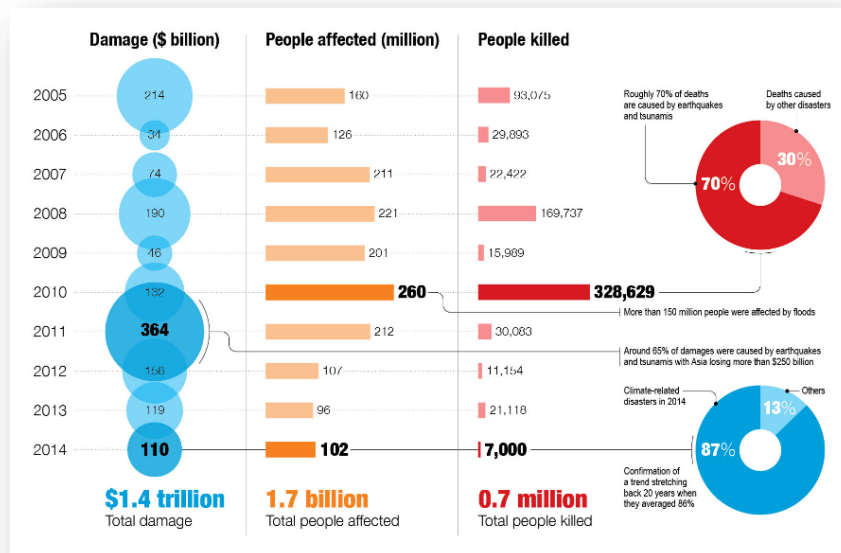 Damage ($ billion) People affected (million) People killed
2005 214 160 93,075
2006 34 126 29,893
2007 74 211 22,422
2008 190 221 169,737
2009 46 201 15,989
2010 132 260 328,629
2011 364 212 30,083
2012 156 107 11,154
2013 119 96 21,118
2014 110 102 7,000
$1.4 trillion 1.7 billion 0.7 million
Total damage Total people affected Total people killed
Roughly 70% of deaths
are caused by earthquakes
and tsunamis
Deaths caused
by other disasters
30%
70%
More than 150 million people were affected by floods
Around 65% of damages were caused by earthquakes
and tsunamis with Asia losing more than $250 billion
Climate-related
disasters in 2014
Others
13%
87%
Confirmation of
a trend stretching
back 20 years when
they averaged 86%